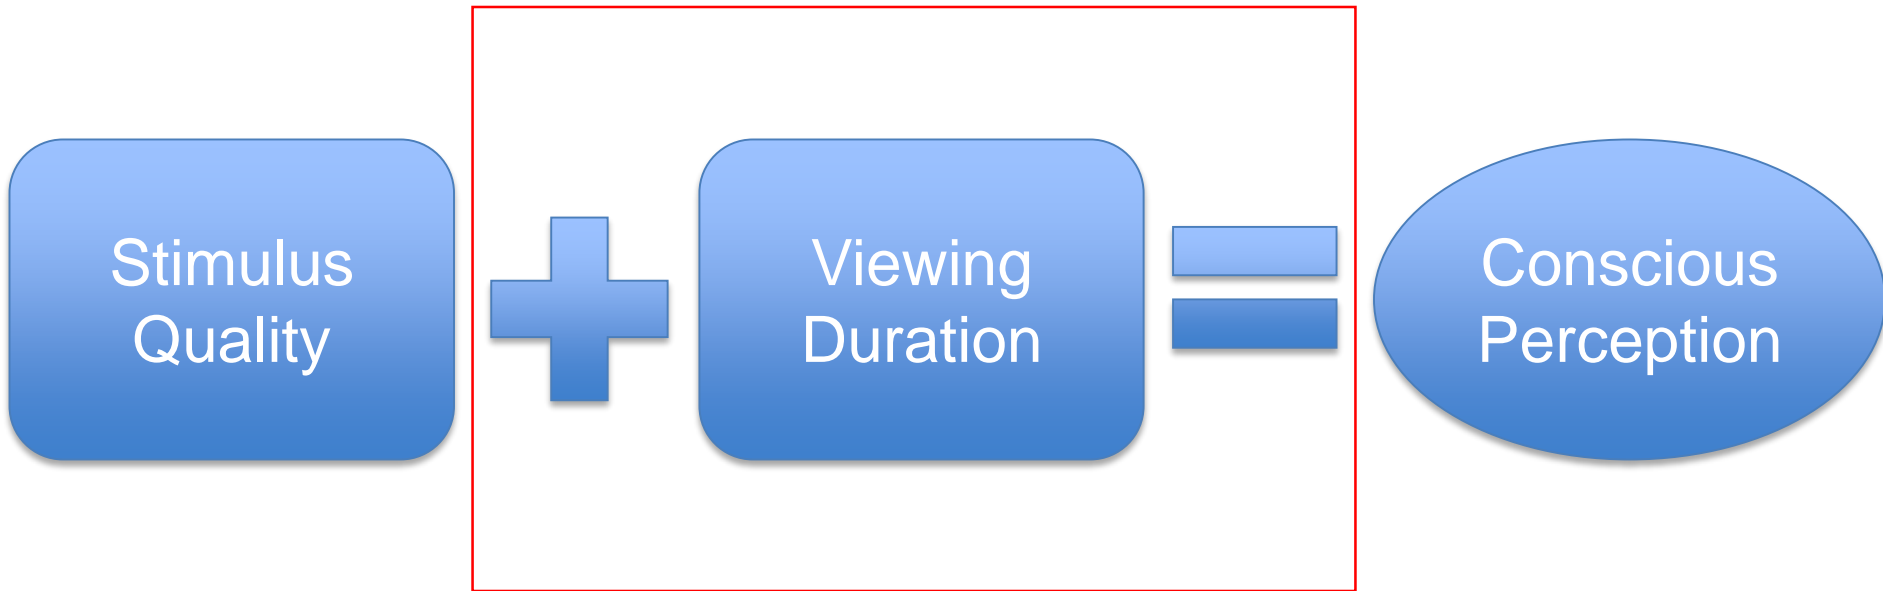 Stimulus
Quality
Viewing
Duration
Conscious
Perception